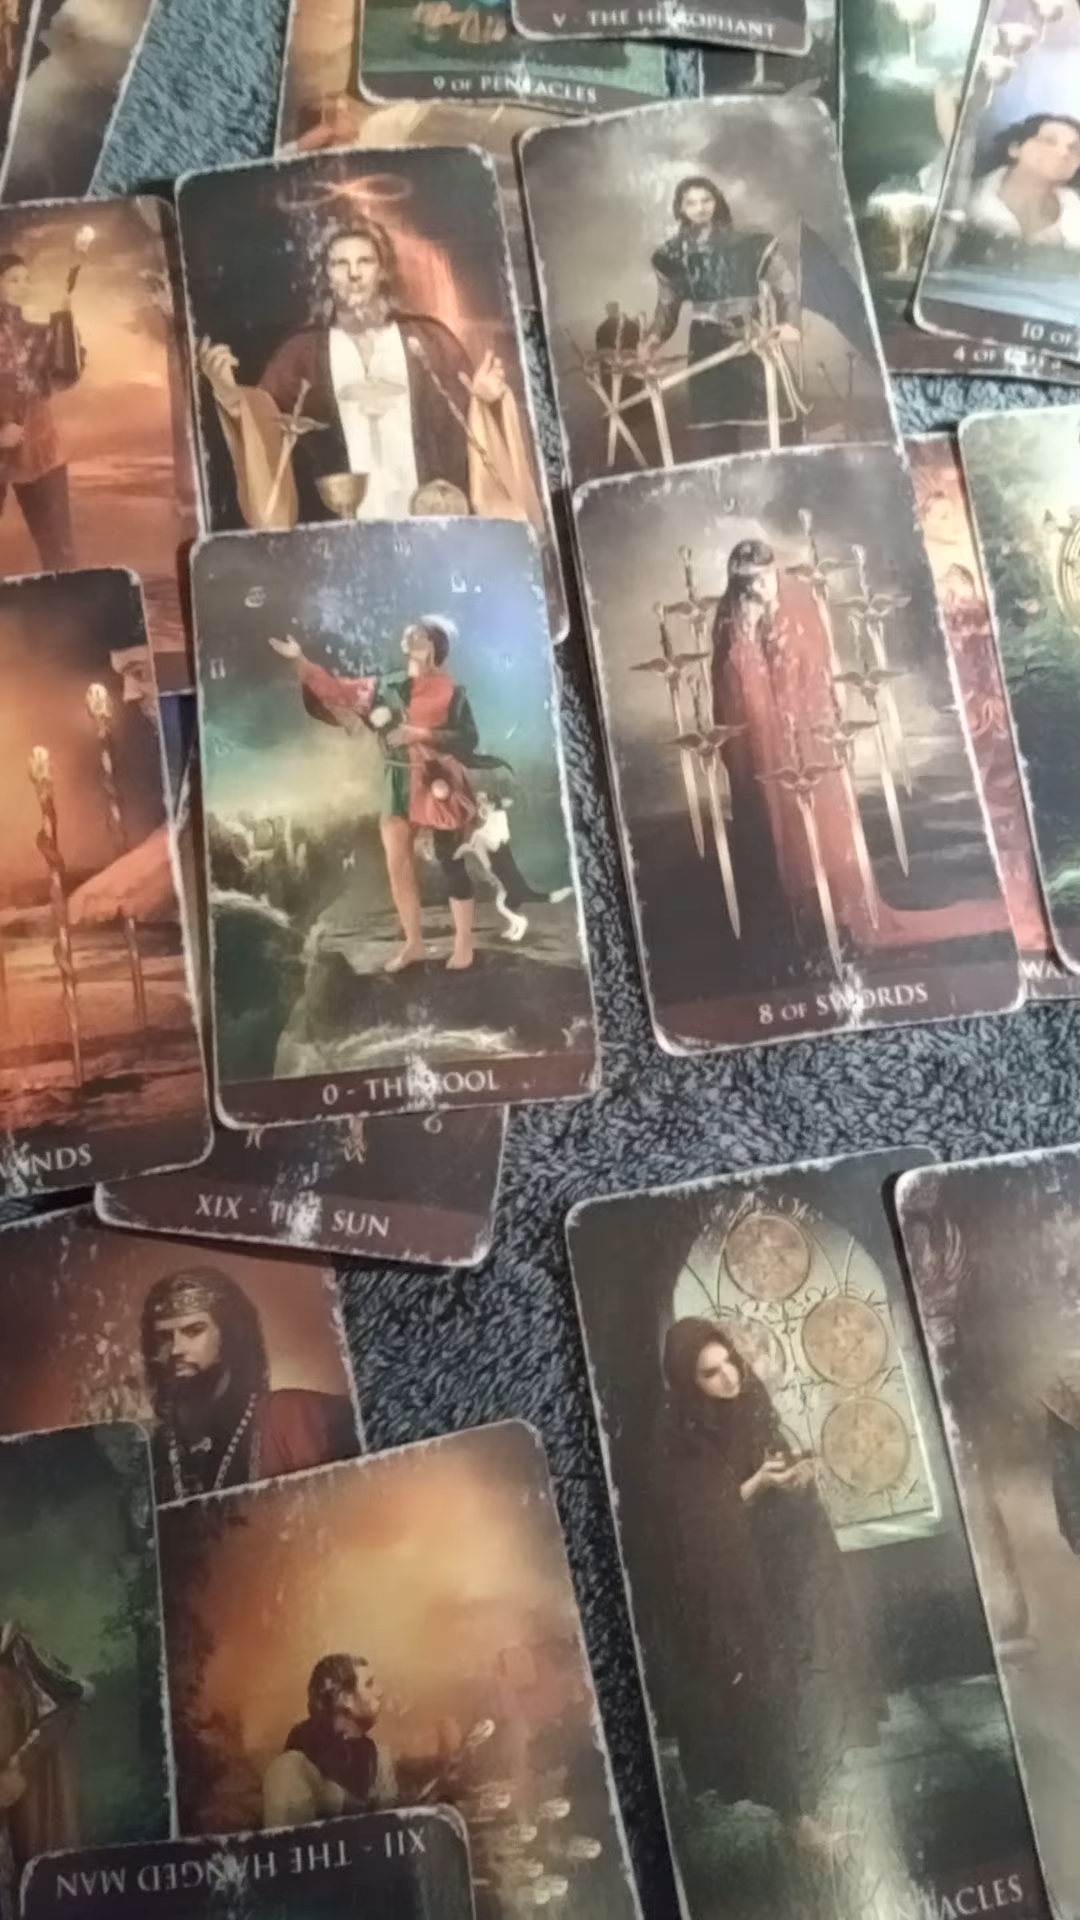 V - THE HIEROPHANT
9 OF PENTACLES
10 OF
4 OF
8 OF SWORDS
0 - THE FOOL
WANDS
XIX - THE SUN
XII - THE HANGED MAN
PENTACLES